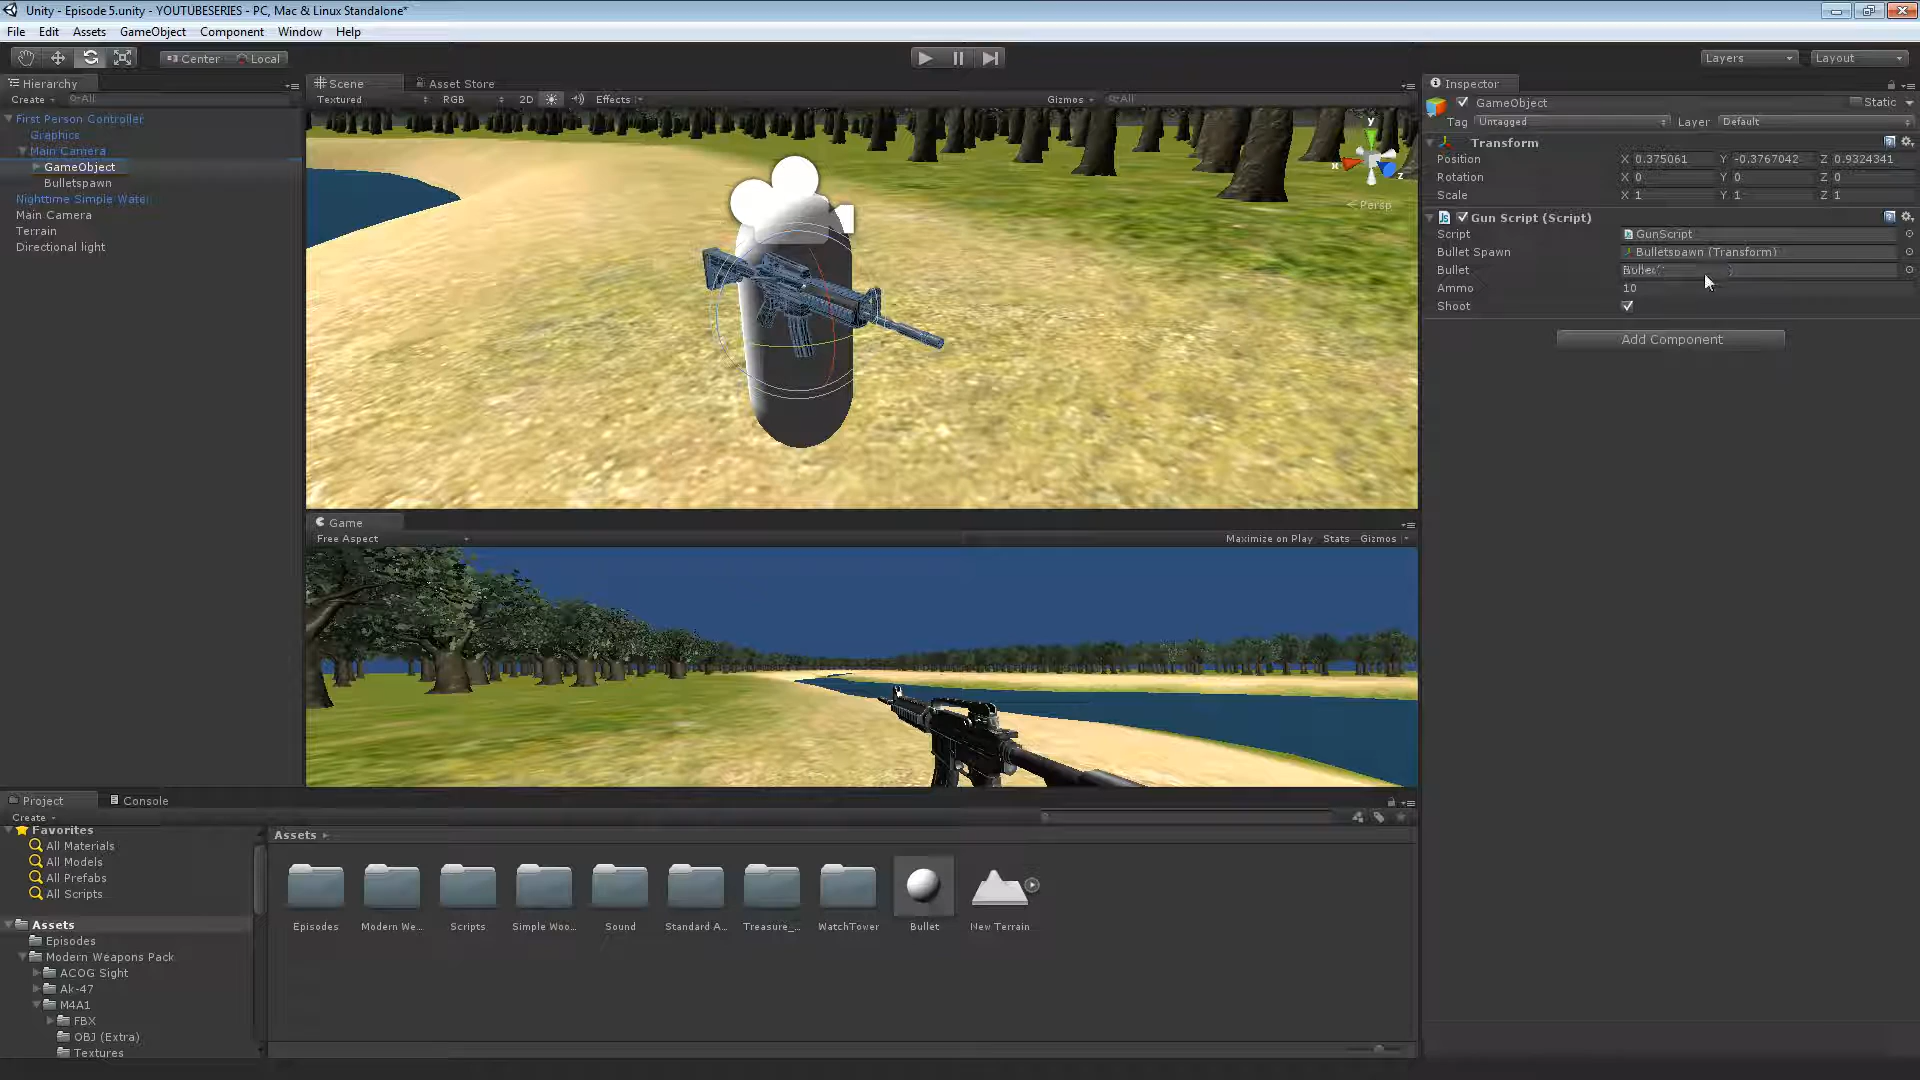 Unity - Episode 5.unity - YOUTUBESERIES - PC, Mac & Linux Standalone*
File Edit Assets GameObject Component Window Help
Center Local
Layers Layout
Hierarchy
Create All
First Person Controller
Graphics
Main Camera
GameObject
Bulletspawn
Nighttime Simple Wate
Main Camera
Terrain
Directional light
Scene Asset Store
Textured RGB 2D Effects Gizmos All
y
x
z
Persp
Game
Free Aspect Maximize on Play Stats Gizmos
Inspector
GameObject Static
Tag Untagged Layer Default
Transform
Position X 0.375061 Y -0.3767042 Z 0.9324341
Rotation X 0 Y 0 Z 0
Scale X 1 Y 1 Z 1
Gun Script (Script)
Script GunScript
Bullet Spawn Bulletspawn (Transform)
Bullet
Ammo 10
Shoot
Add Component
Project Console
Create
Favorites
All Materials
All Models
All Prefabs
All Scripts
Assets
Episodes
Modern Weapons Pack
ACOG Sight
Ak-47
M4A1
FBX
OBJ (Extra)
Textures
Assets
Episodes Modern We... Scripts Simple Woo... Sound Standard A... Treasure_... WatchTower Bullet New Terrain